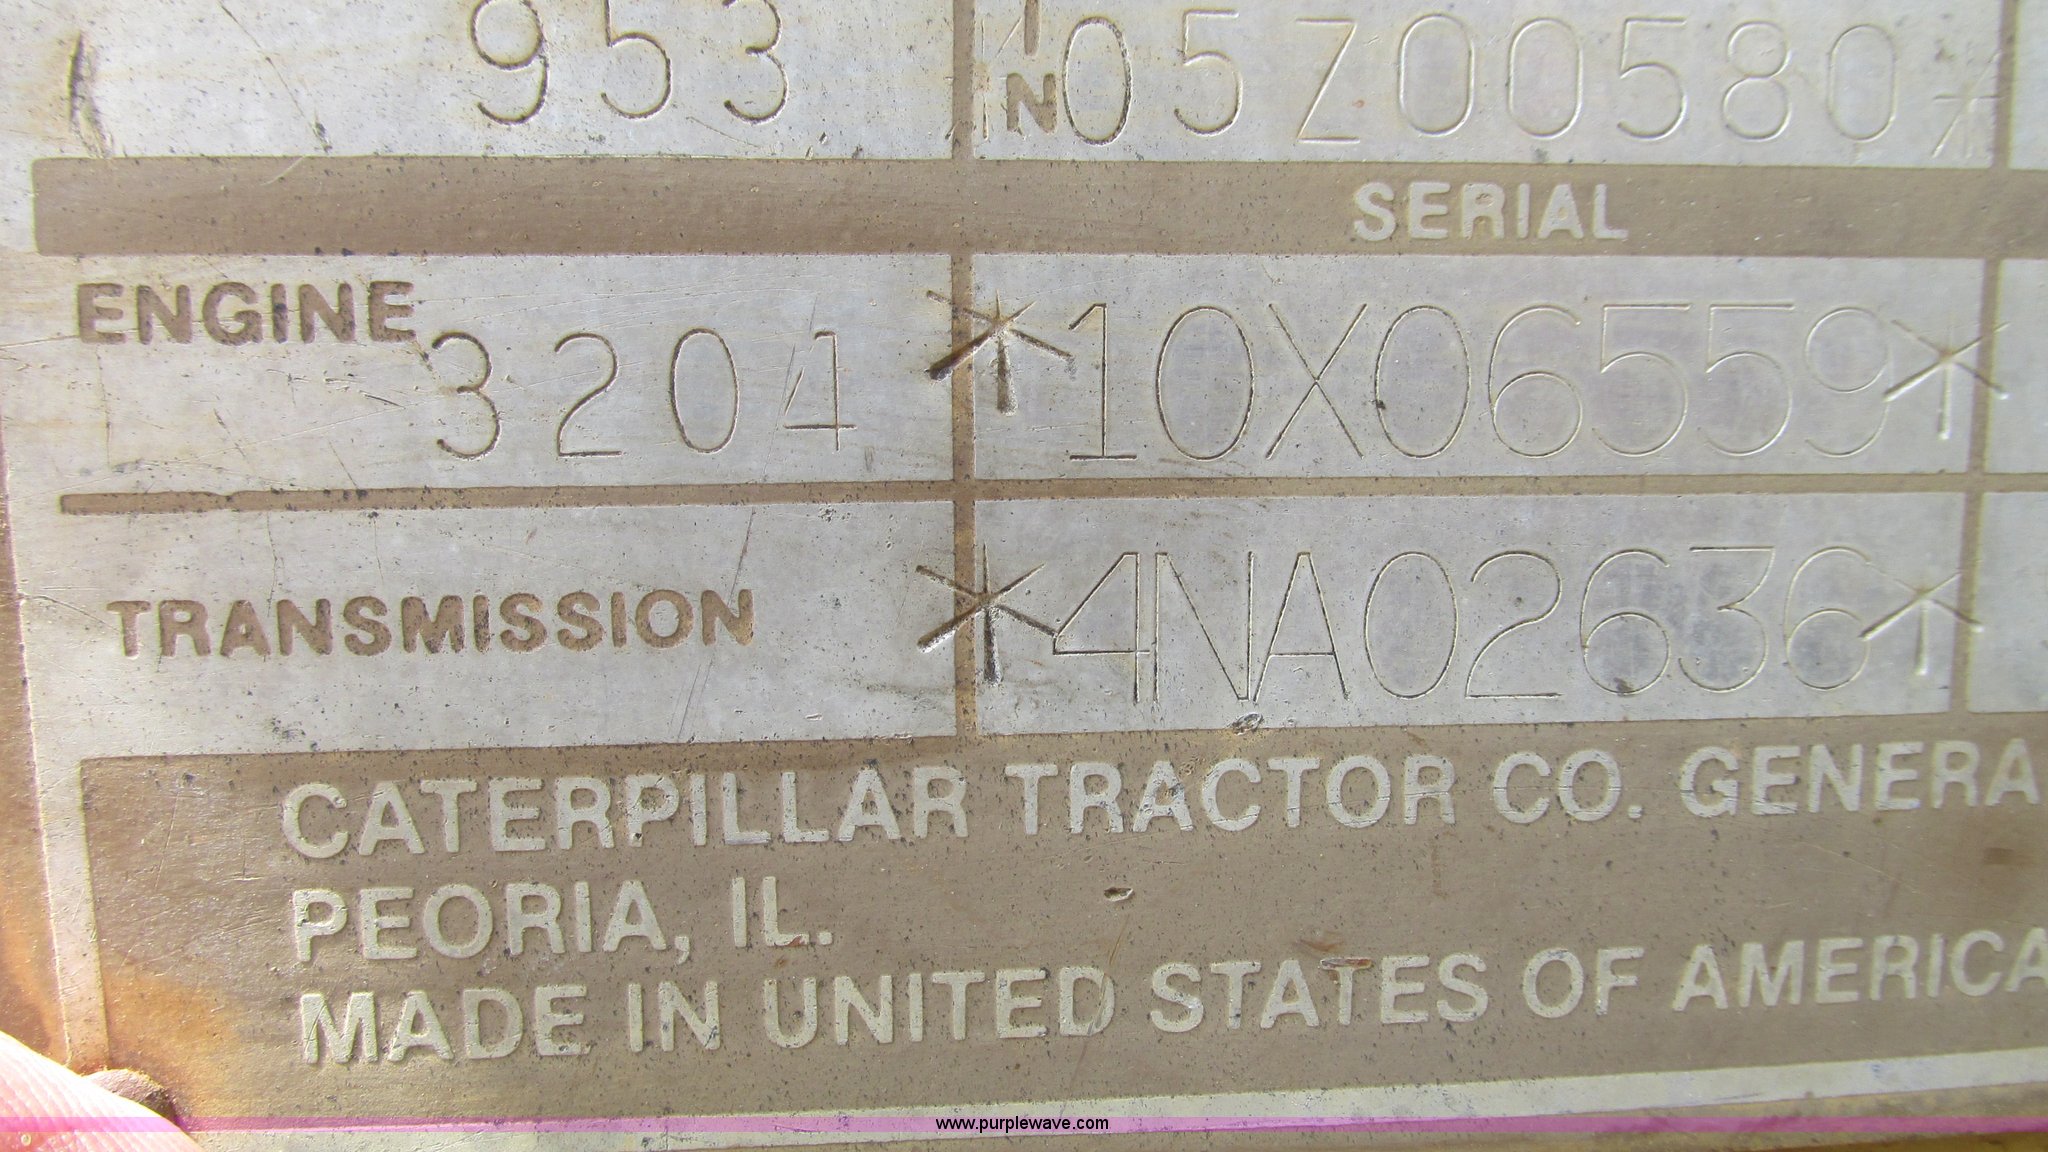 953 N 05Z00580*
SERIAL
ENGINE 3204 *10X06559*
TRANSMISSION *4NA02636*
CATERPILLAR TRACTOR CO. GENERA
PEORIA, IL.
MADE IN UNITED STATES OF AMERICA
www.purplewave.com